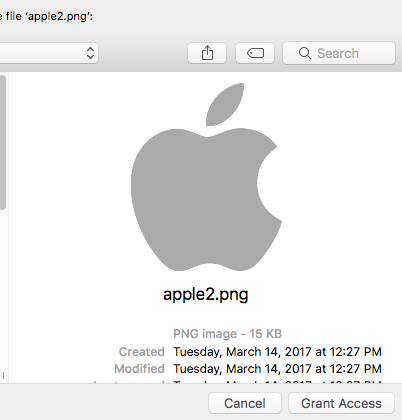 e file ‘apple2.png’:
Search
apple2.png
PNG image - 15 KB
Created Tuesday, March 14, 2017 at 12:27 PM
Modified Tuesday, March 14, 2017 at 12:27 PM
Cancel Grant Access